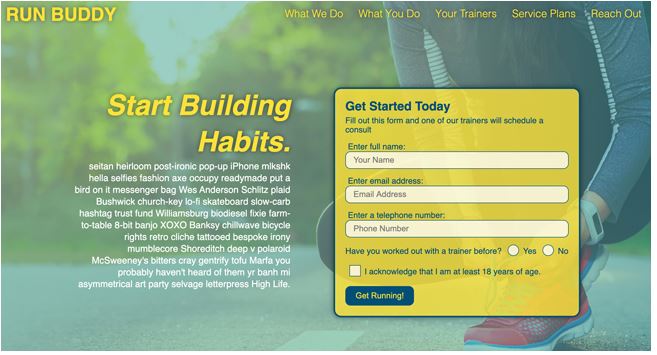 RUN BUDDY
What We Do What You Do Your Trainers Service Plans Reach Out
Start Building
Habits.
seitan heirloom post-ironic pop-up iPhone mlkshk
hella selfies fashion axe occupy readymade put a
bird on it messenger bag Wes Anderson Schlitz plaid
Bushwick church-key lo-fi skateboard slow-carb
hashtag trust fund Williamsburg biodiesel fixie farm-
to-table 8-bit banjo XOXO Banksy chillwave bicycle
rights retro cliche tattooed bespoke irony
mumblecore Shoreditch deep v polaroid
McSweeney's bitters cray gentrify tofu Marfa you
probably haven't heard of them yr banh mi
asymmetrical art party selvage letterpress High Life.
Get Started Today
Fill out this form and one of our trainers will schedule a
consult
Enter full name:
Your Name
Enter email address:
Email Address
Enter a telephone number:
Phone Number
Have you worked out with a trainer before? Yes No
I acknowledge that I am at least 18 years of age.
Get Running!